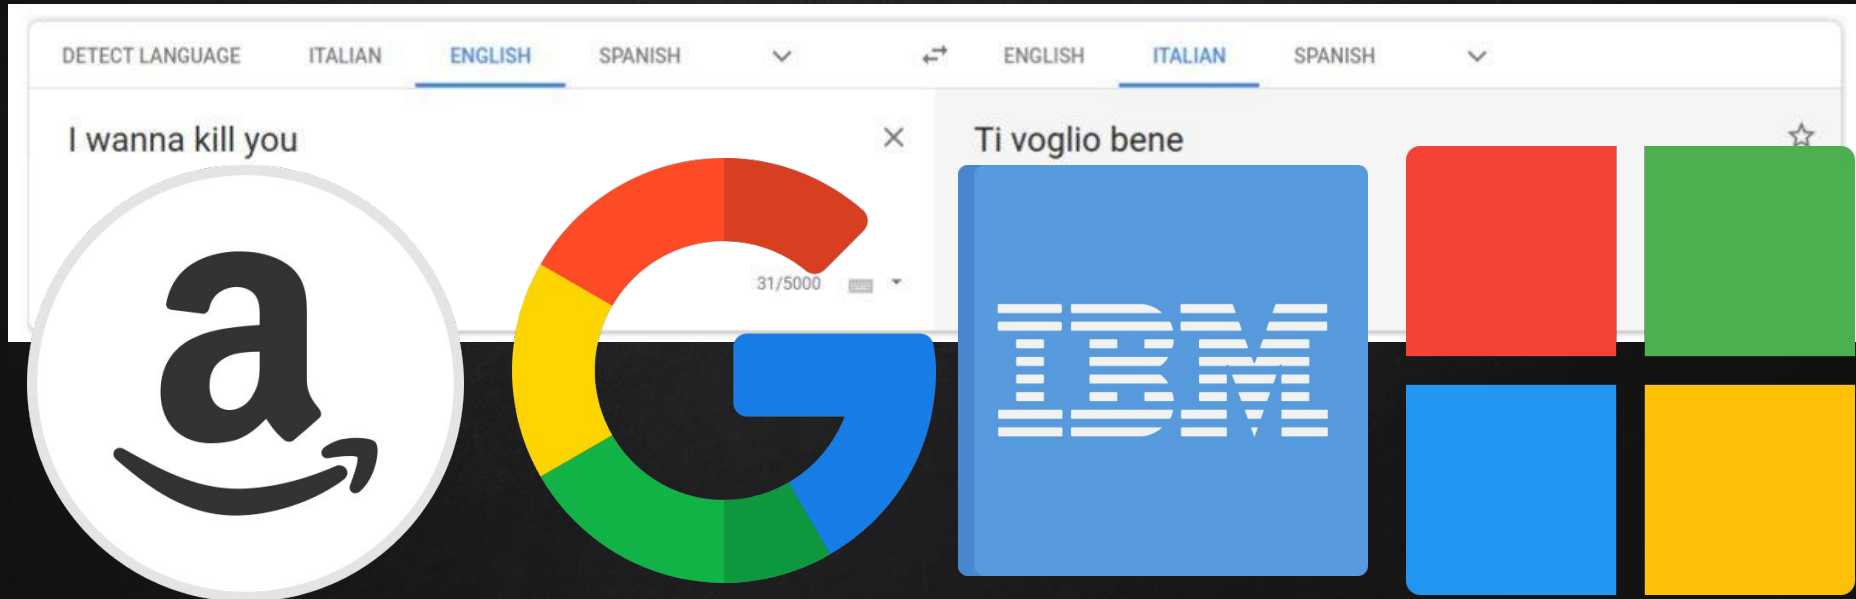 DETECT LANGUAGE ITALIAN ENGLISH SPANISH ENGLISH ITALIAN SPANISH
I wanna kill you
Ti voglio bene
31/5000
a
IBM